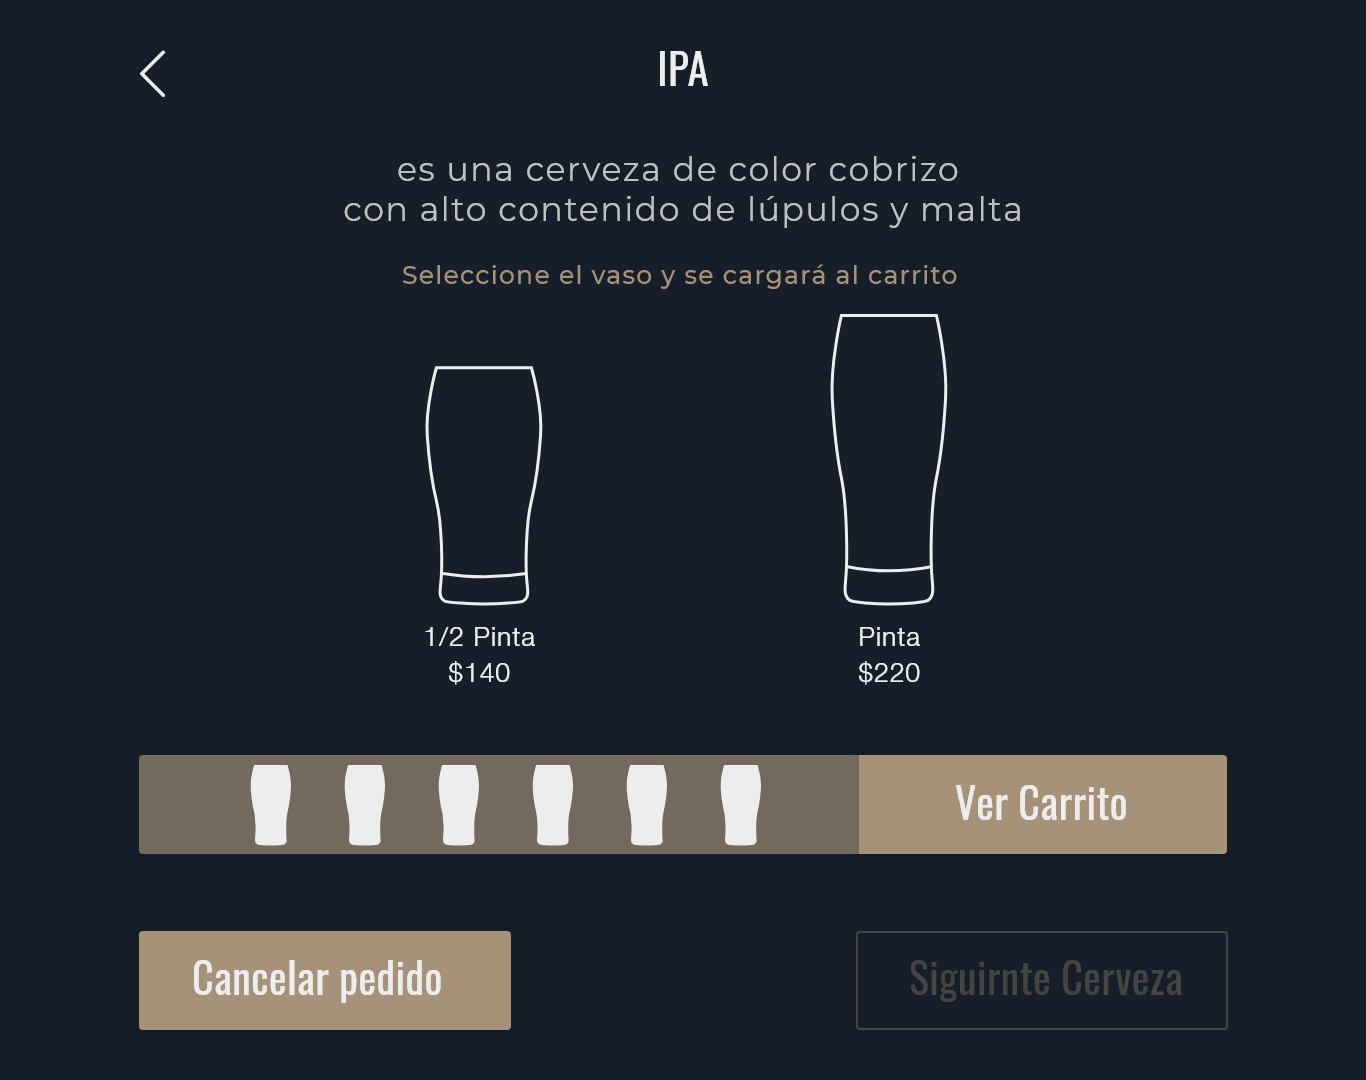 IPA
es una cerveza de color cobrizo
con alto contenido de lúpulos y malta
Seleccione el vaso y se cargará al carrito
1/2 Pinta
$140
Pinta
$220
Ver Carrito
Cancelar pedido
Siguirnte Cerveza